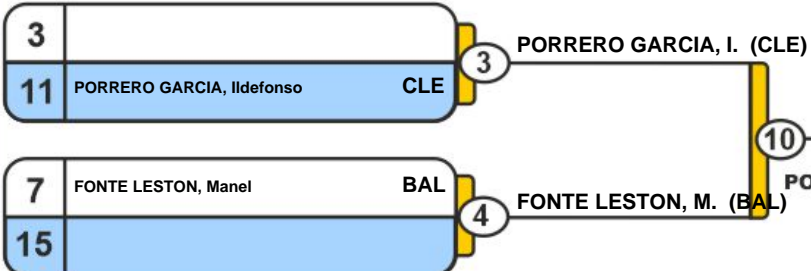 3
11 PORRERO GARCIA, Ildefonso CLE
3
PORRERO GARCIA, I. (CLE)
10
7 FONTE LESTON, Manel BAL
15
4
FONTE LESTON, M. (BAL)
PO